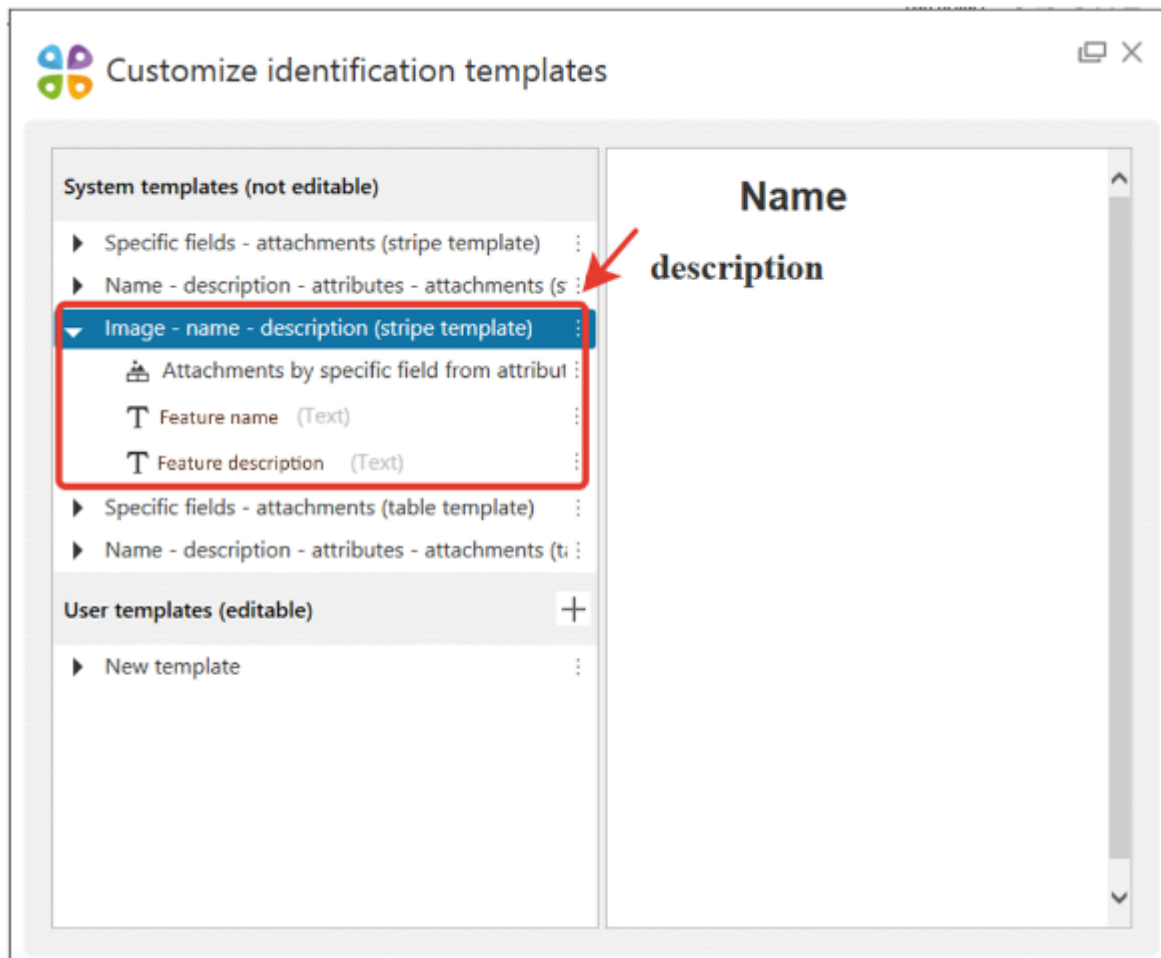 Customize identification templates
System templates (not editable)
Specific fields - attachments (stripe template)
Name - description - attributes - attachments (s
Image - name - description (stripe template)
Attachments by specific field from attribut
Feature name (Text)
Feature description (Text)
Specific fields - attachments (table template)
Name - description - attributes - attachments (ta
User templates (editable)
New template
Name
description